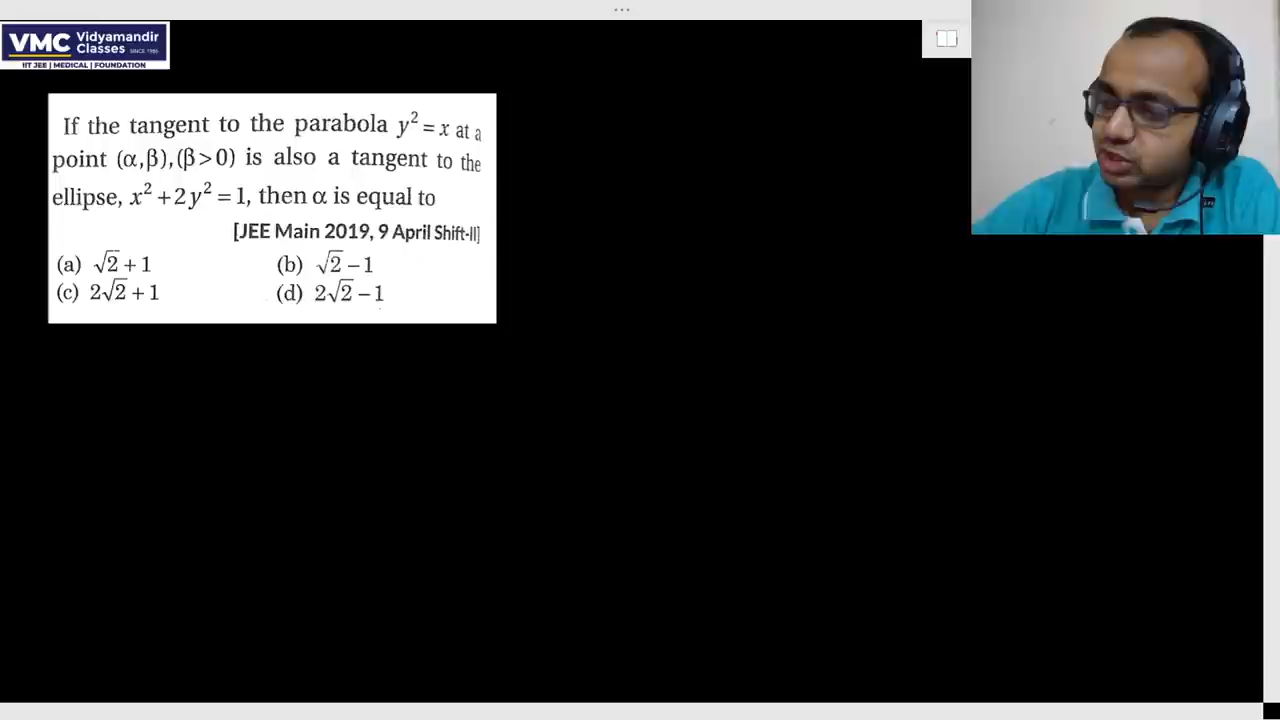 VMC Vidyamandir
Classes
SINCE 1986
IIT JEE | MEDICAL | FOUNDATION
If the tangent to the parabola y² = x at a
point (α,β),(β>0) is also a tangent to the
ellipse, x² + 2y² = 1, then α is equal to
[JEE Main 2019, 9 April Shift-II]
(a) √2 + 1 (b) √2 − 1
(c) 2√2 + 1 (d) 2√2 − 1